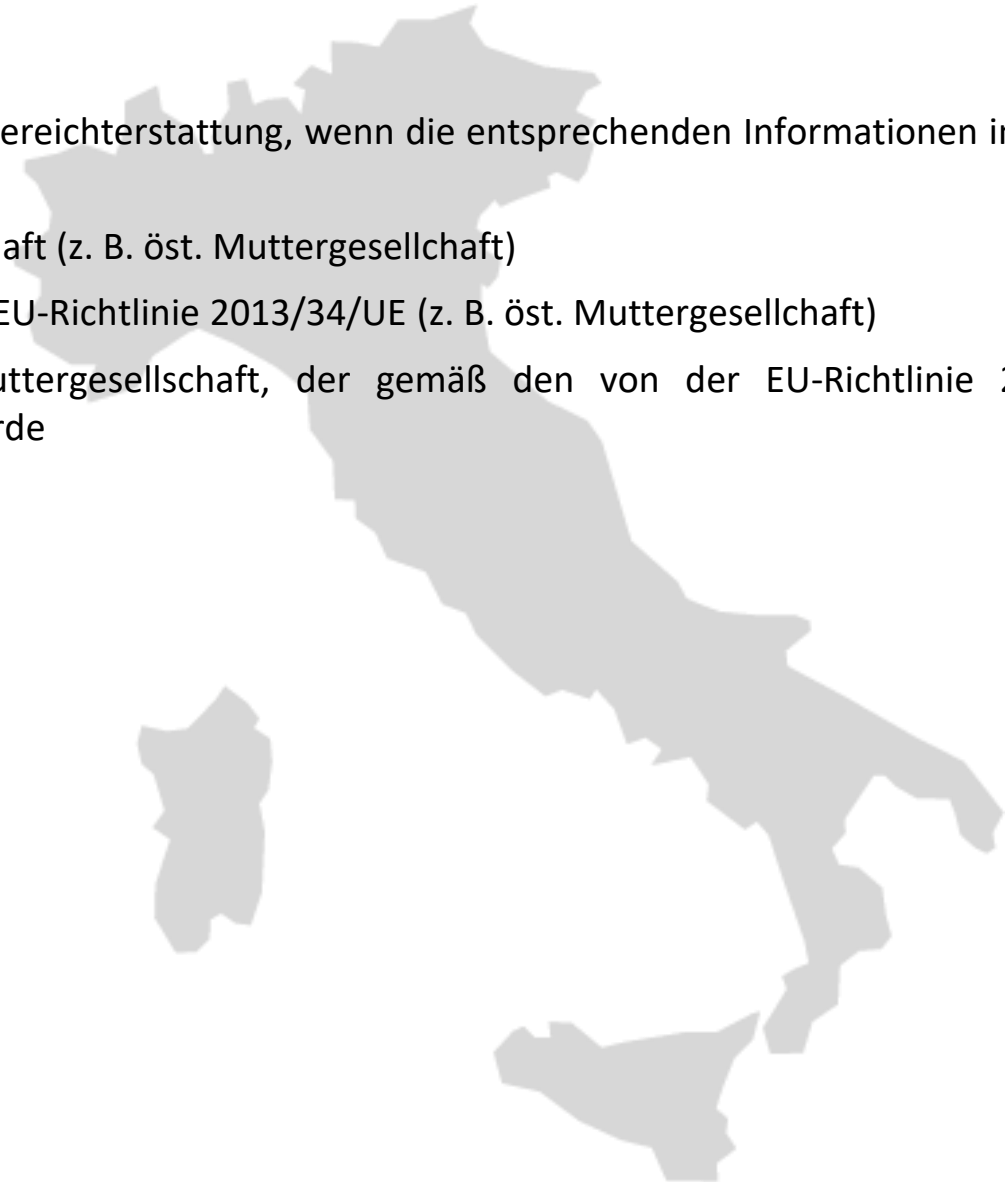 ereichterstattung, wenn die entsprechenden Informationen in
aft (z. B. öst. Muttergesellchaft)
EU-Richtlinie 2013/34/UE (z. B. öst. Muttergesellchaft)
uttergesellschaft, der gemäß den von der EU-Richtlinie 2
rde